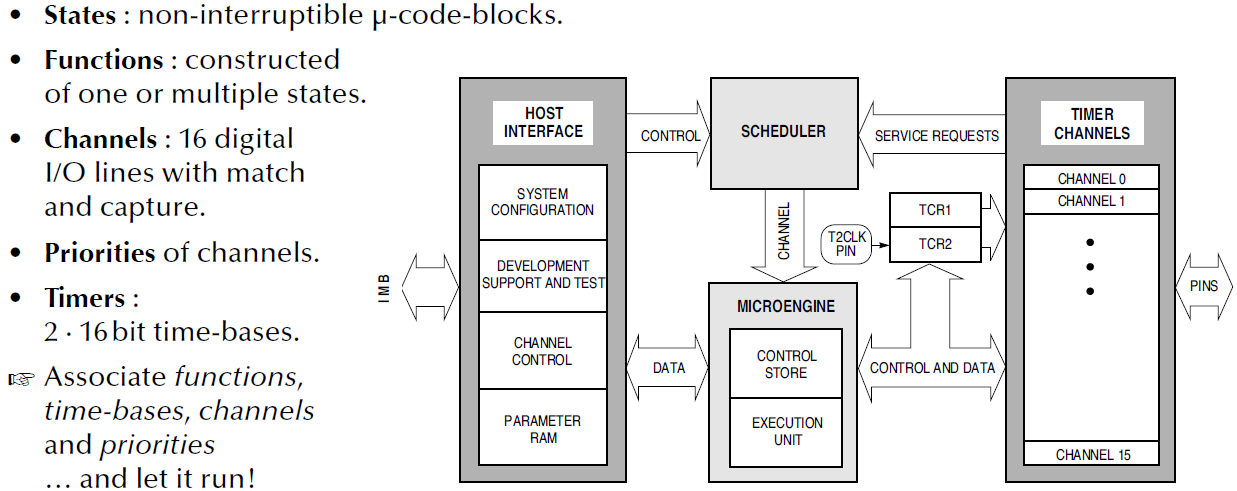 • States : non-interruptible µ-code-blocks.
• Functions : constructed
of one or multiple states.
• Channels : 16 digital
I/O lines with match
and capture.
• Priorities of channels.
• Timers :
2 · 16 bit time-bases.
☞ Associate functions,
time-bases, channels
and priorities
… and let it run!
IMB
HOST
INTERFACE
SYSTEM
CONFIGURATION
DEVELOPMENT
SUPPORT AND TEST
CHANNEL
CONTROL
PARAMETER
RAM
CONTROL
DATA
SCHEDULER
CHANNEL
MICROENGINE
CONTROL
STORE
EXECUTION
UNIT
SERVICE REQUESTS
T2CLK
PIN
TCR1
TCR2
CONTROL AND DATA
TIMER
CHANNELS
CHANNEL 0
CHANNEL 1
CHANNEL 15
PINS